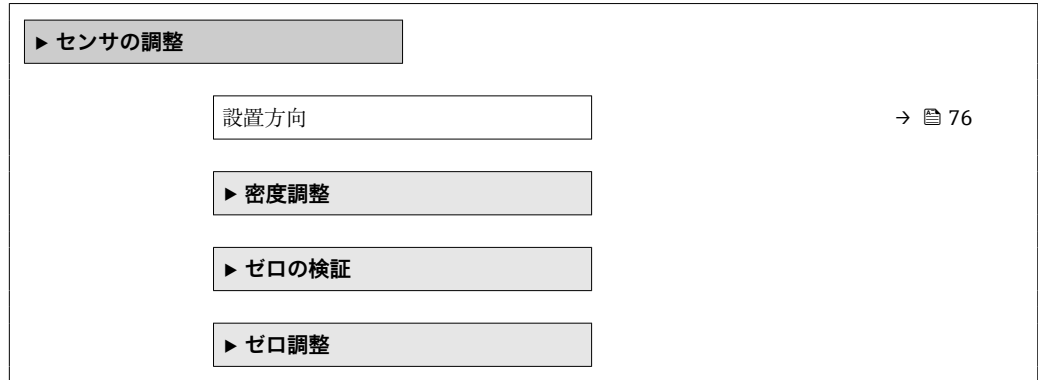 ▶ センサの調整
設置方向 → 🖹 76
▶ 密度調整
▶ ゼロの検証
▶ ゼロ調整